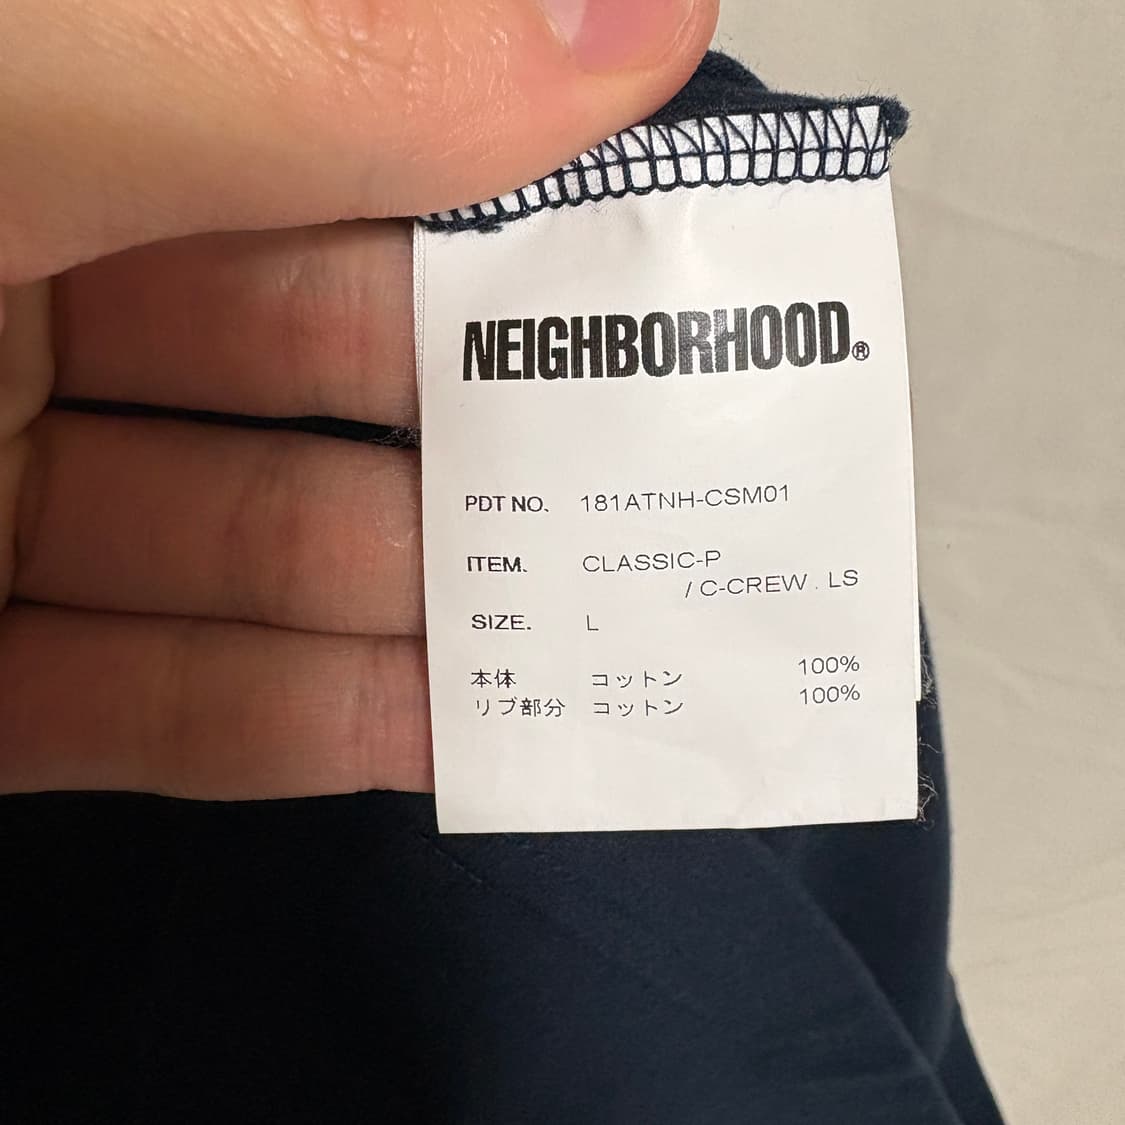 NEIGHBORHOOD®
PDT NO. 181ATNH-CSM01
ITEM. CLASSIC-P
/ C-CREW . LS
SIZE. L
本体 コットン 100%
リブ部分 コットン 100%